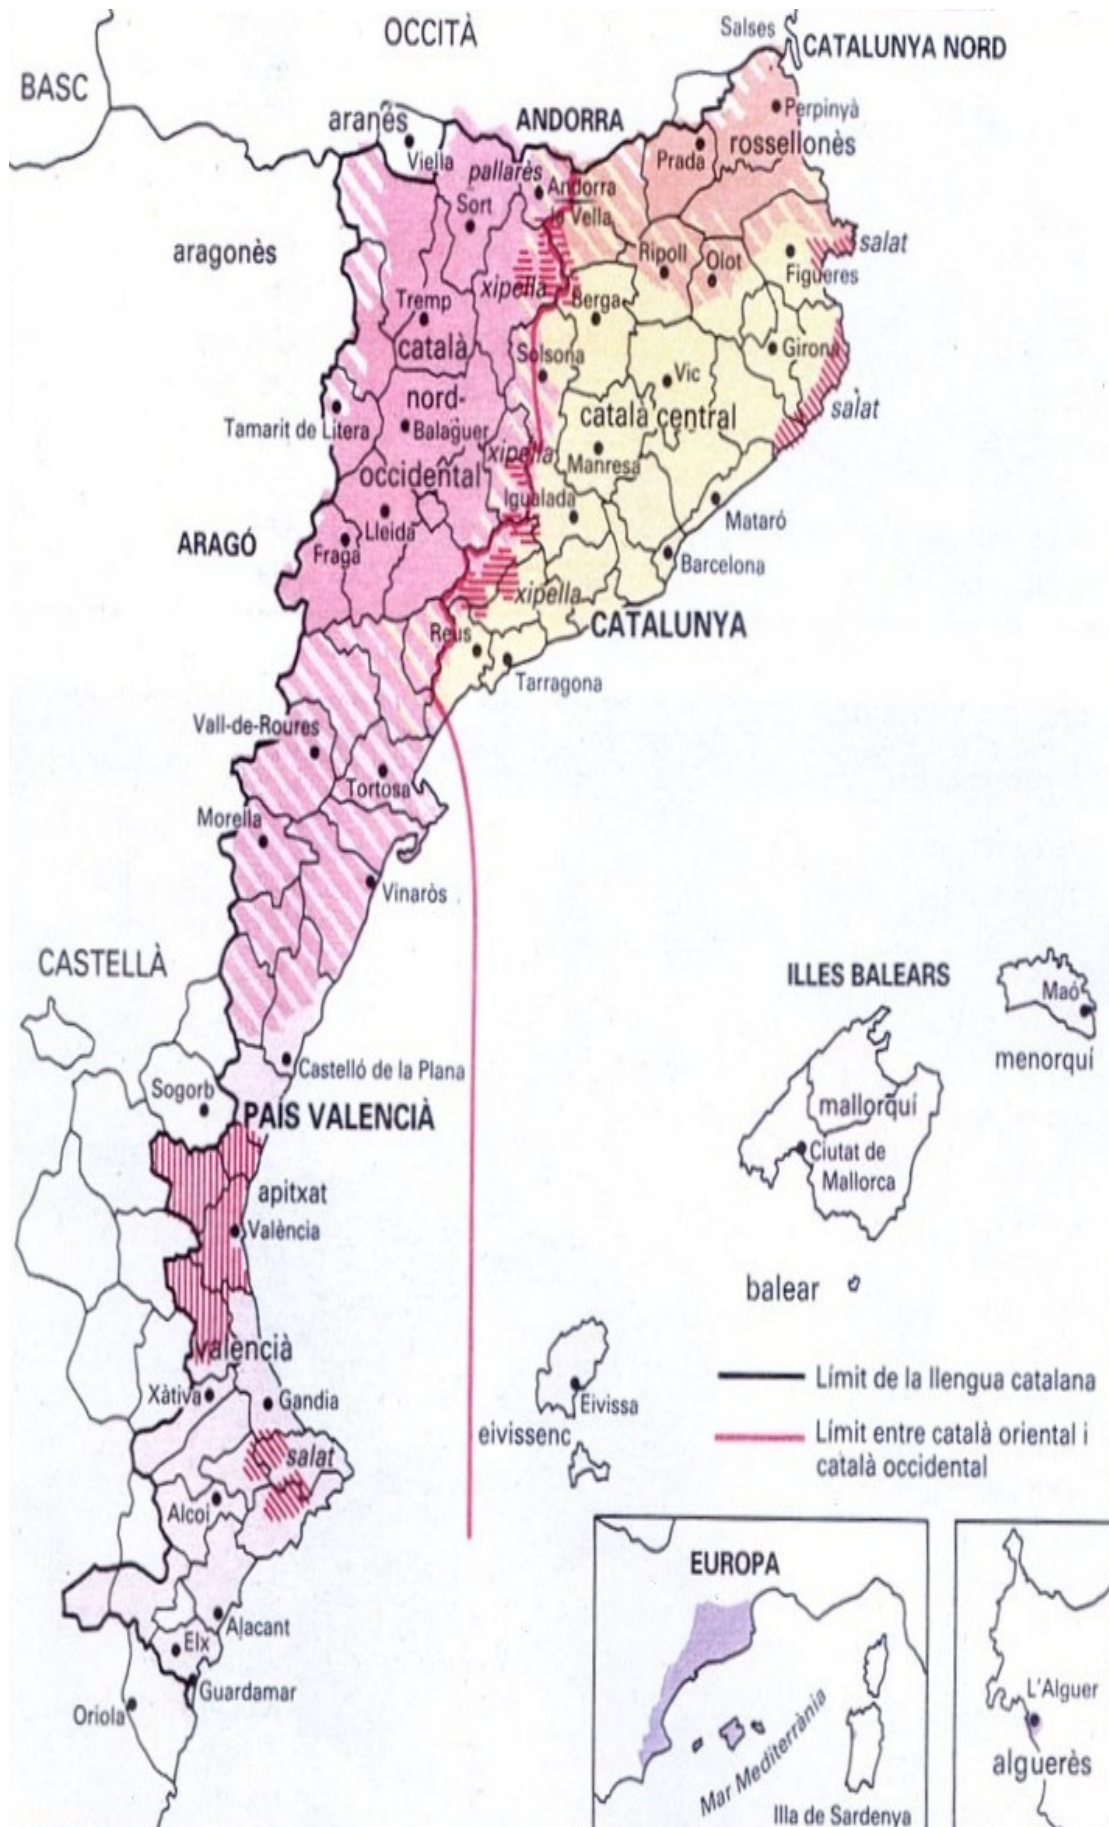 OCCITÀ
Salses
CATALUNYA NORD
BASC
Perpinyà
aranés
ANDORRA
Viella
Prada
rossellonès
pallarès
Andorra
la Vella
Sort
aragonès
salat
Ripoll
Olot
Figueres
xipella
Berga
Tremp
català
Girona
Solsona
Vic
nord-
català central
salat
Tamarit de Litera
Balaguer
xipella
Manresa
occidental
Igualada
Mataró
Lleida
ARAGÓ
Fraga
Barcelona
xipella
CATALUNYA
Reus
Tarragona
Vall-de-Roures
Tortosa
Morella
Vinaròs
CASTELLÀ
ILLES BALEARS
Maó
menorquí
Castelló de la Plana
Sogorb
PAÍS VALENCIÀ
mallorquí
Ciutat de
Mallorca
apitxat
València
balear
valencià
Xàtiva
Gandia
Eivissa
eivissenc
salat
Límit de la llengua catalana
Límit entre català oriental i
català occidental
Alcoi
Alacant
Elx
Guardamar
Oriola
EUROPA
Mar Mediterrània
Illa de Sardenya
L'Alguer
alguerès